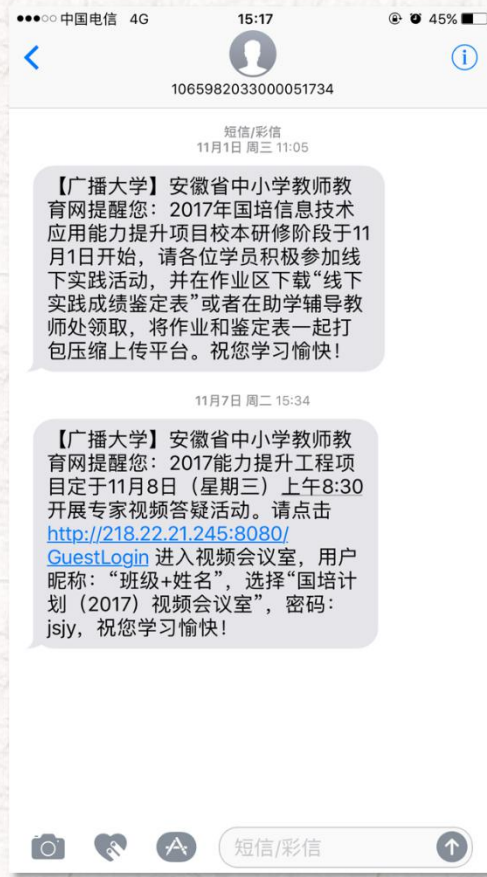 中国电信 4G 15:17 45%
1065982033000051734
短信/彩信
11月1日 周三 11:05
【广播大学】安徽省中小学教师教
育网提醒您：2017年国培信息技术
应用能力提升项目校本研修阶段于11
月1日开始，请各位学员积极参加线
下实践活动，并在作业区下载“线下
实践成绩鉴定表”或者在助学辅导教
师处领取，将作业和鉴定表一起打
包压缩上传平台。祝您学习愉快！
11月7日 周二 15:34
【广播大学】安徽省中小学教师教
育网提醒您：2017能力提升工程项
目定于11月8日（星期三）上午8:30
开展专家视频答疑活动。请点击
http://218.22.21.245:8080/
GuestLogin 进入视频会议室，用户
昵称：“班级+姓名”，选择“国培计
划（2017）视频会议室”，密码：
jsjy，祝您学习愉快！
短信/彩信